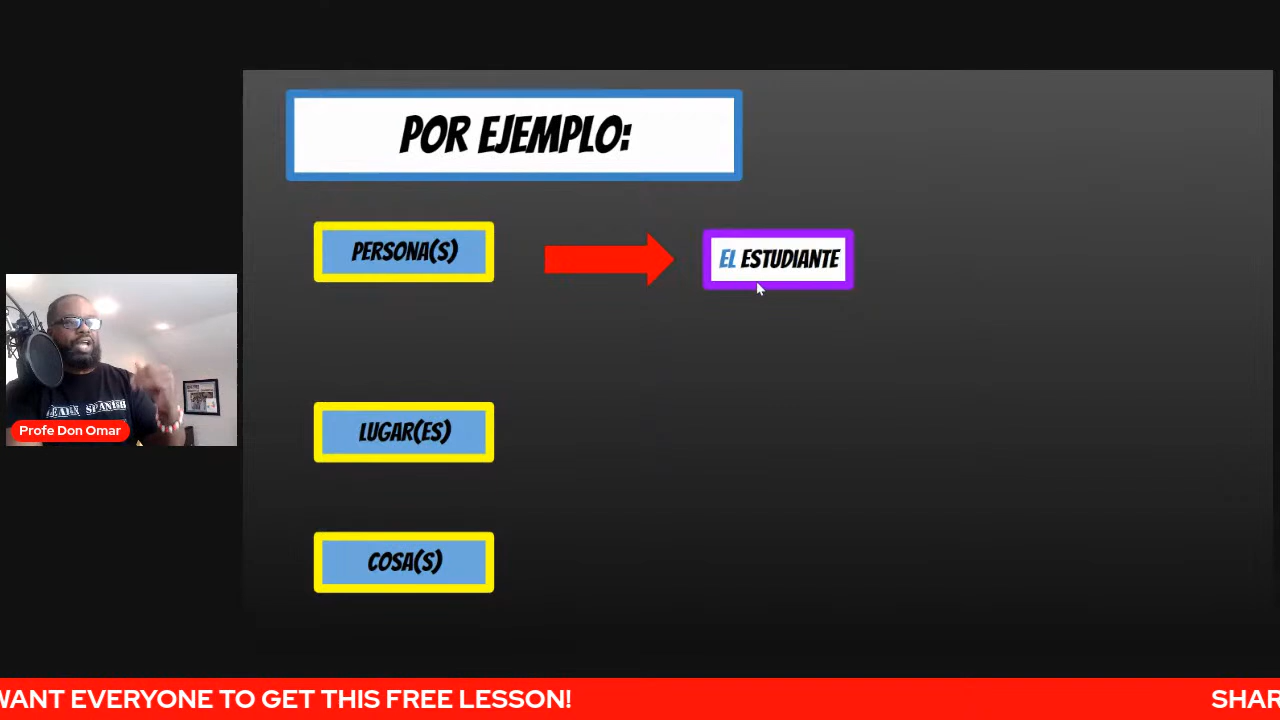 POR EJEMPLO:
PERSONA(S)
EL ESTUDIANTE
LUGAR(ES)
COSA(S)
Profe Don Omar
WANT EVERYONE TO GET THIS FREE LESSON!
SHAR